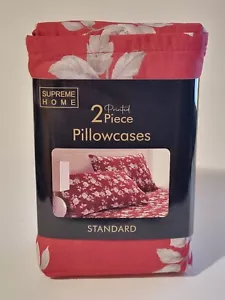 SUPREME
HOME
2 Printed
Piece
Pillowcases
STANDARD